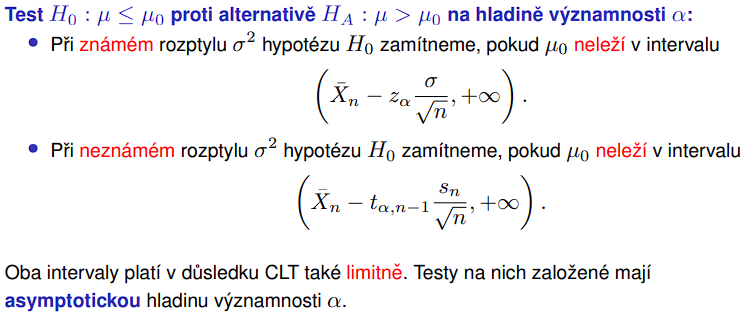 Test $H_0 : \mu \leq \mu_0$ proti alternativě $H_A : \mu > \mu_0$ na hladině významnosti $\alpha$:
• Při známém rozptylu $\sigma^2$ hypotézu $H_0$ zamítneme, pokud $\mu_0$ neleží v intervalu
$\left( \bar{X}_n - z_\alpha \frac{\sigma}{\sqrt{n}}, +\infty \right).$
• Při neznámém rozptylu $\sigma^2$ hypotézu $H_0$ zamítneme, pokud $\mu_0$ neleží v intervalu
$\left( \bar{X}_n - t_{\alpha,n-1} \frac{s_n}{\sqrt{n}}, +\infty \right).$
Oba intervaly platí v důsledku CLT také limitně. Testy na nich založené mají
asymptotickou hladinu významnosti $\alpha$.